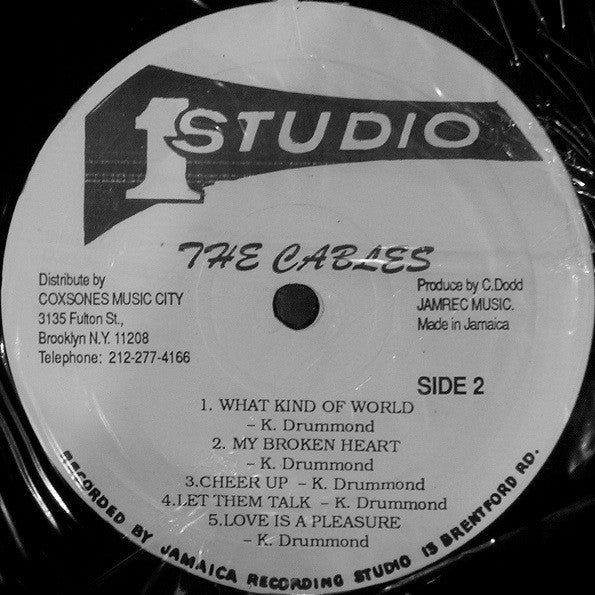 1 STUDIO
THE CABLES
Distribute by
COXSONES MUSIC CITY
3135 Fulton St.,
Brooklyn N.Y. 11208
Telephone: 212-277-4166
Produce by C.Dodd
JAMREC MUSIC.
Made in Jamaica
SIDE 2
1. WHAT KIND OF WORLD
– K. Drummond
2. MY BROKEN HEART
– K. Drummond
3.CHEER UP – K. Drummond
4.LET THEM TALK – K. Drummond
5.LOVE IS A PLEASURE
– K. Drummond
RECORDED BY JAMAICA RECORDING STUDIO 13 BRENTFORD RD.